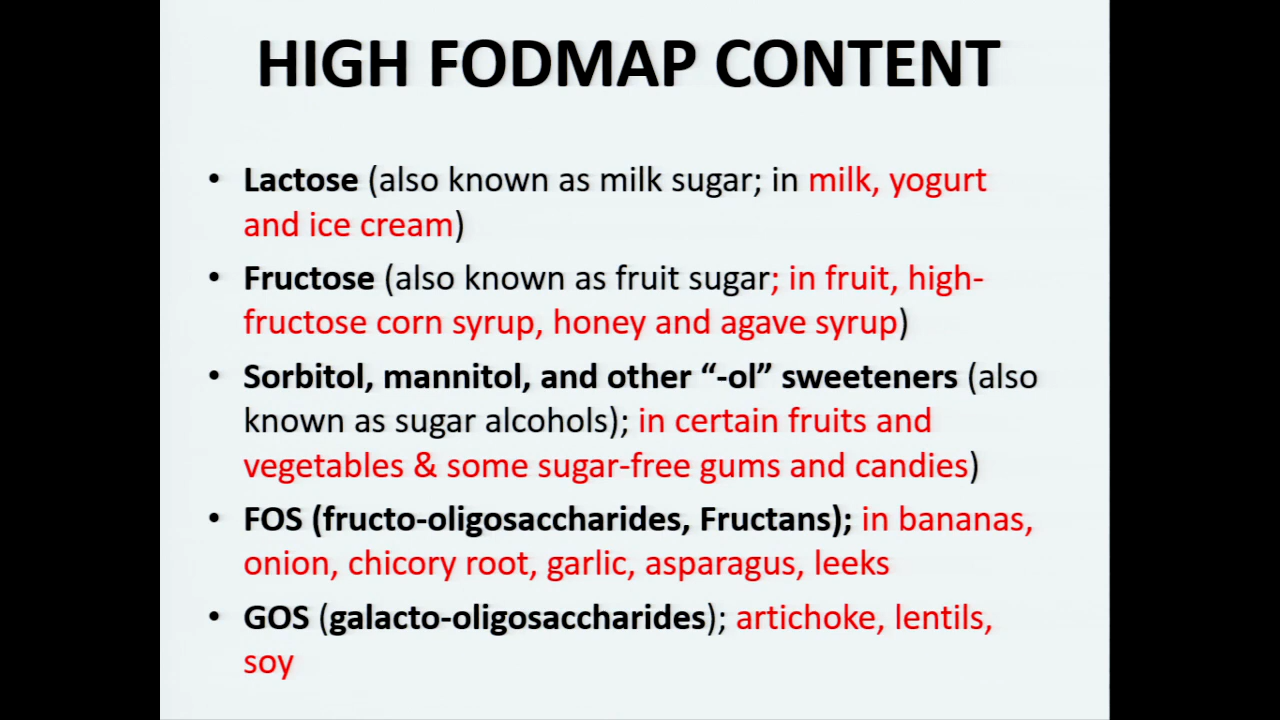 HIGH FODMAP CONTENT
• Lactose (also known as milk sugar; in milk, yogurt
and ice cream)
• Fructose (also known as fruit sugar; in fruit, high-
fructose corn syrup, honey and agave syrup)
• Sorbitol, mannitol, and other “-ol” sweeteners (also
known as sugar alcohols); in certain fruits and
vegetables & some sugar-free gums and candies)
• FOS (fructo-oligosaccharides, Fructans); in bananas,
onion, chicory root, garlic, asparagus, leeks
• GOS (galacto-oligosaccharides); artichoke, lentils,
soy